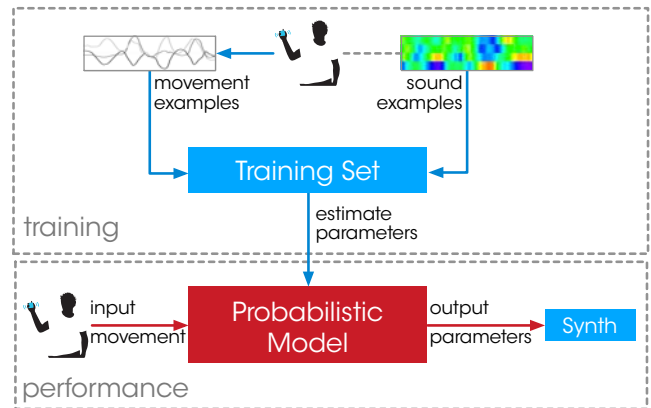 movement
examples
sound
examples
Training Set
training
estimate
parameters
input
movement
Probabilistic
Model
output
parameters
Synth
performance